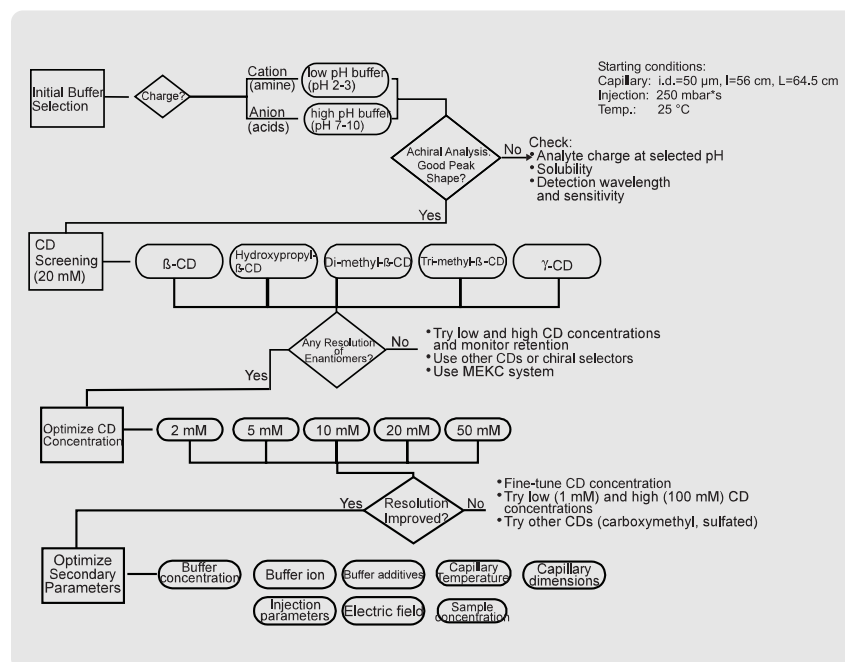 Starting conditions:
Capillary: i.d.=50 µm, l=56 cm, L=64.5 cm
Injection: 250 mbar*s
Temp.: 25 °C
Initial Buffer
Selection
Charge?
Cation
(amine)
low pH buffer
(pH 2-3)
Anion
(acids)
high pH buffer
(pH 7-10)
Achiral Analysis:
Good Peak
Shape?
No
Check:
• Analyte charge at selected pH
• Solubility
• Detection wavelength
and sensitivity
Yes
CD
Screening
(20 mM)
ß-CD
Hydroxypropyl-
ß-CD
Di-methyl-ß-CD
Tri-methyl-ß-CD
γ-CD
Any Resolution
of
Enantiomers?
No
• Try low and high CD concentrations
and monitor retention
• Use other CDs or chiral selectors
• Use MEKC system
Yes
Optimize CD
Concentration
2 mM
5 mM
10 mM
20 mM
50 mM
Resolution
Improved?
Yes
No
• Fine-tune CD concentration
• Try low (1 mM) and high (100 mM) CD
concentrations
• Try other CDs (carboxymethyl, sulfated)
Optimize
Secondary
Parameters
Buffer
concentration
Buffer ion
Buffer additives
Capillary
Temperature
Capillary
dimensions
Injection
parameters
Electric field
Sample
concentration